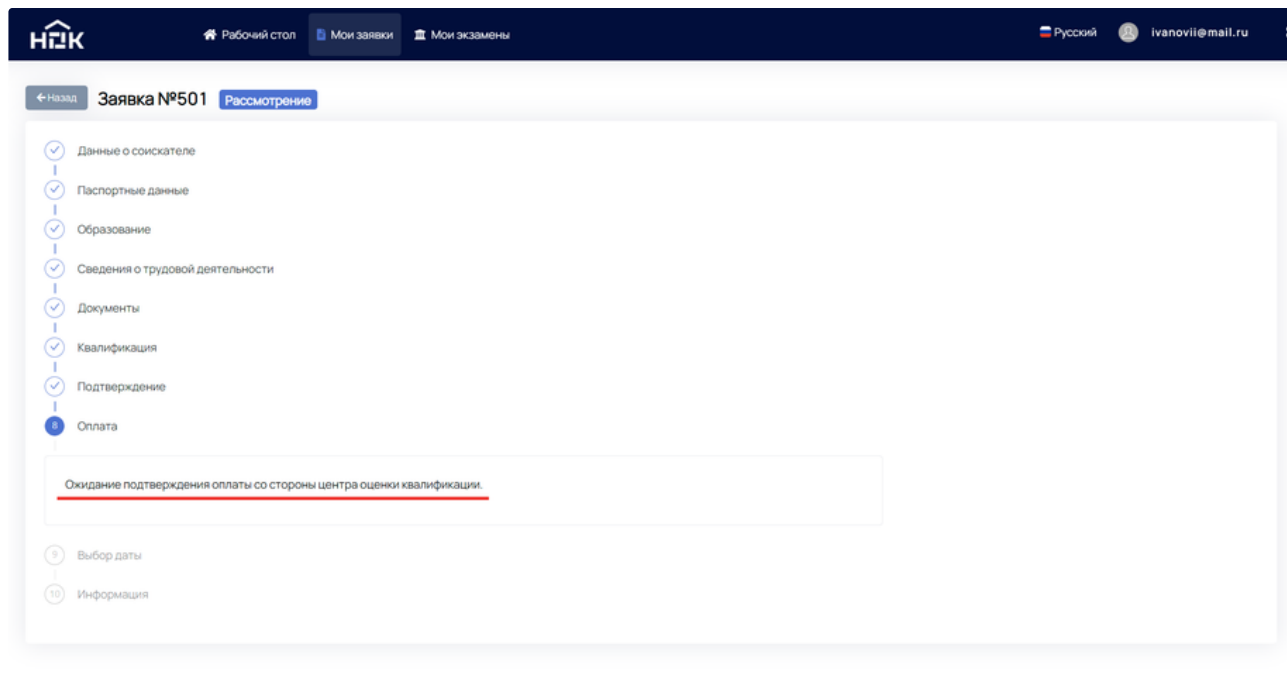 НОК
Рабочий стол
Мои заявки
Мои экзамены
Русский
ivanovii@mail.ru
←Назад
Заявка №501
Рассмотрение
Данные о соискателе
Паспортные данные
Образование
Сведения о трудовой деятельности
Документы
Квалификация
Подтверждение
8 Оплата
Ожидание подтверждения оплаты со стороны центра оценки квалификации.
9 Выбор даты
10 Информация